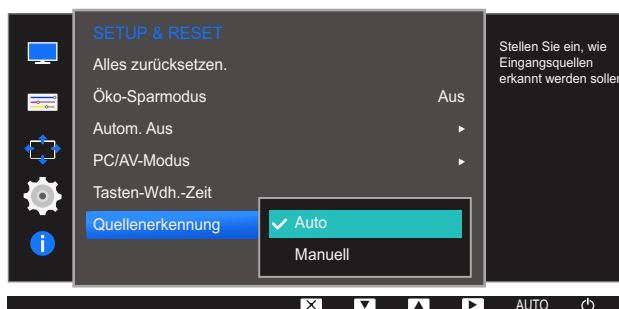 SETUP & RESET
Alles zurücksetzen.
Öko-Sparmodus Aus
Autom. Aus
PC/AV-Modus
Tasten-Wdh.-Zeit
Quellenerkennung
Auto
Manuell
Stellen Sie ein, wie
Eingangsquellen
erkannt werden sollen
AUTO